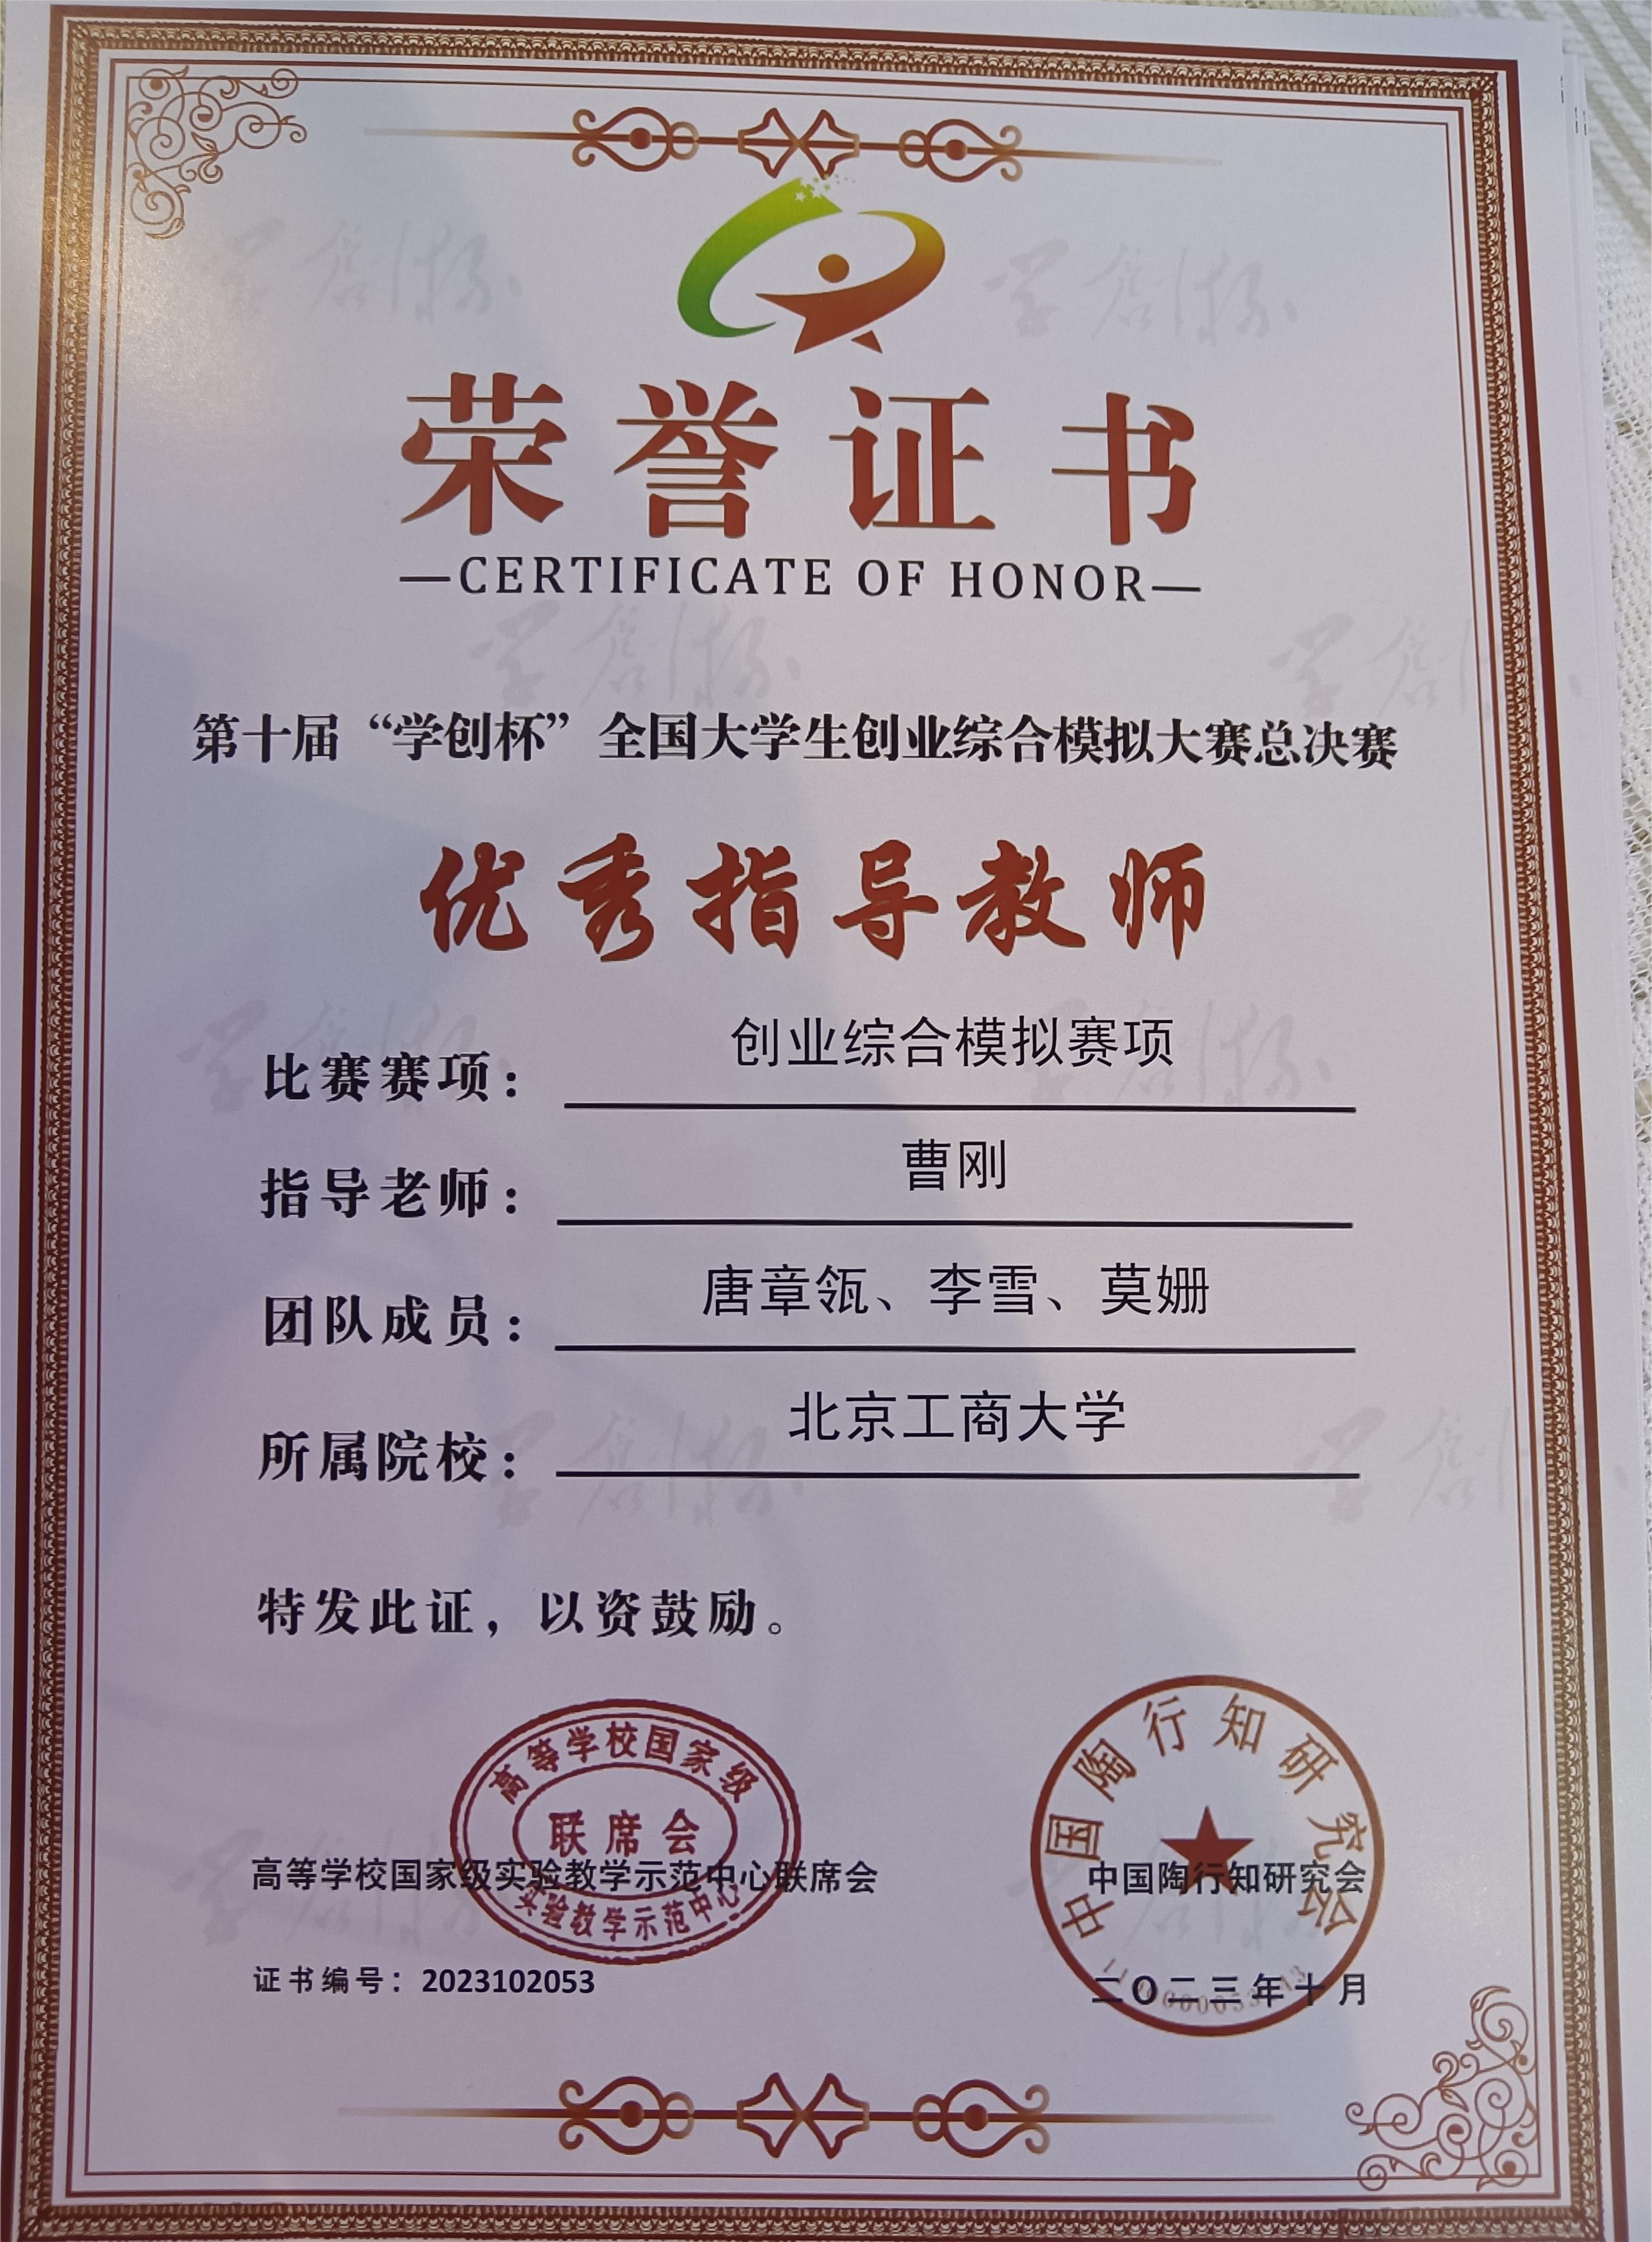 荣誉证书
—CERTIFICATE OF HONOR—
第十届“学创杯”全国大学生创业综合模拟大赛总决赛
优秀指导教师
比赛赛项：创业综合模拟赛项
指导老师：曹刚
团队成员：唐章瓴、李雪、莫姗
所属院校：北京工商大学
特发此证，以资鼓励。
高等学校国家级
联席会
实验教学示范中心
中国陶行知研究会
高等学校国家级实验教学示范中心联席会
中国陶行知研究会
证书编号：2023102053
二〇二三年十月